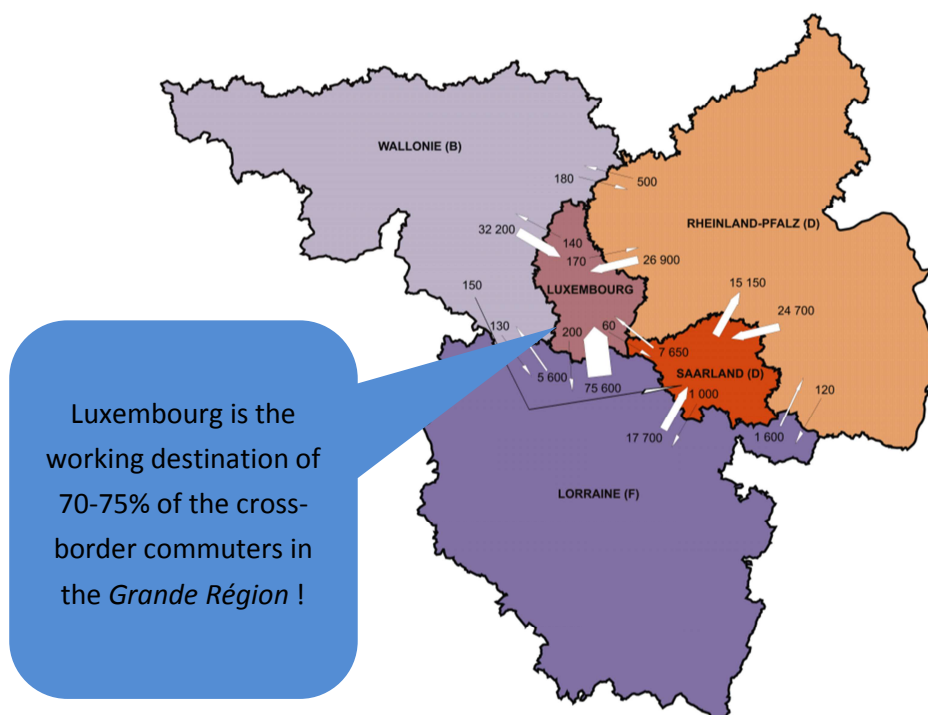 WALLONIE (B)
180
500
RHEINLAND-PFALZ (D)
32 200
140
170
26 900
LUXEMBOURG
150
15 150
24 700
130
200
60
7 650
5 600
75 600
SAARLAND (D)
1 000
120
17 700
1 600
LORRAINE (F)
Luxembourg is the
working destination of
70-75% of the cross-
border commuters in
the Grande Région !